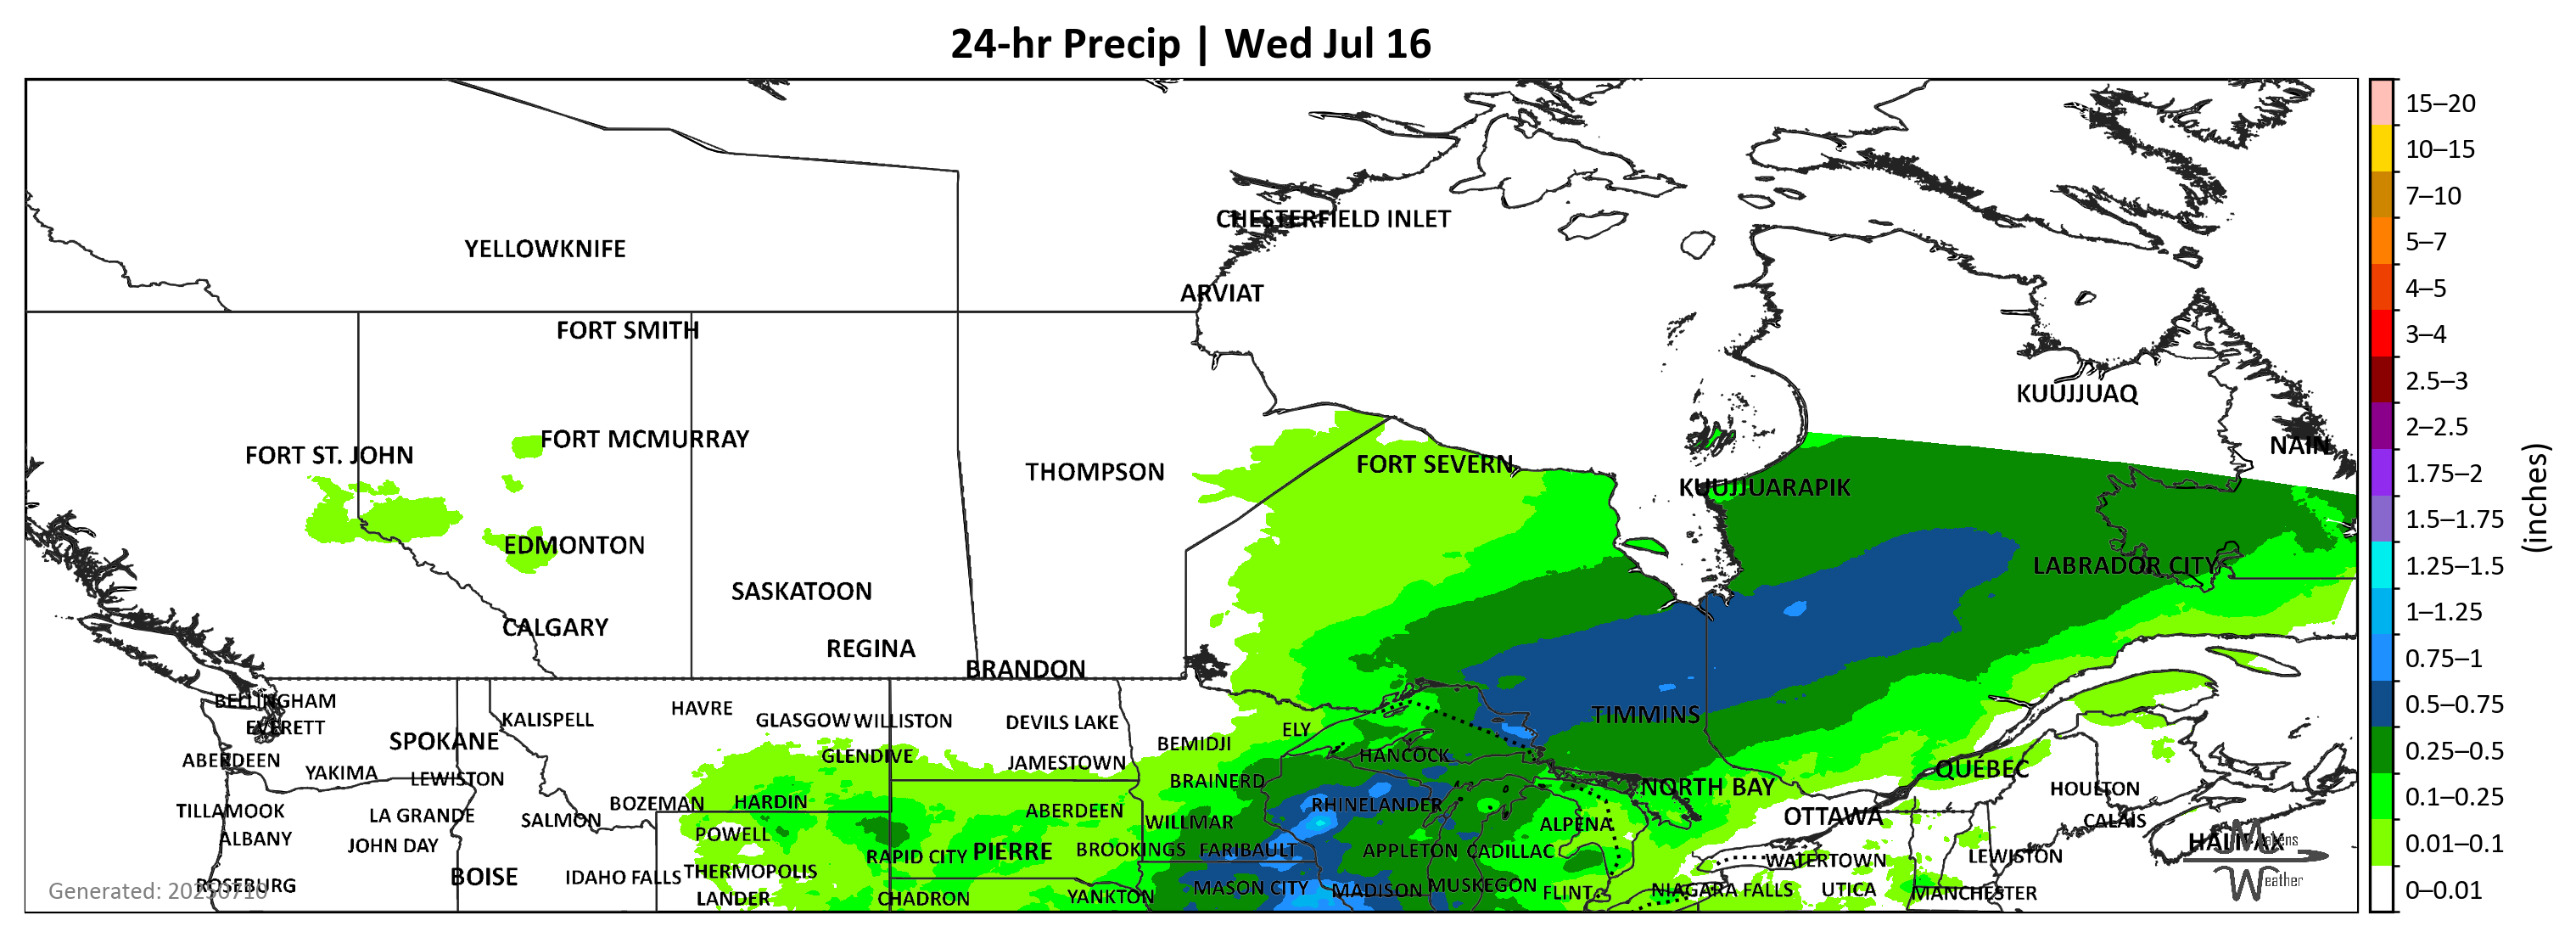 24-hr Precip | Wed Jul 16
CHESTERFIELD INLET
YELLOWKNIFE
ARVIAT
FORT SMITH
KUUJJUAQ
FORT MCMURRAY
NAIN
FORT ST. JOHN
FORT SEVERN
THOMPSON
KUUJJUARAPIK
EDMONTON
LABRADOR CITY
SASKATOON
CALGARY
REGINA
BRANDON
BELLINGHAM
HAVRE
TIMMINS
KALISPELL
GLASGOW WILLISTON
DEVILS LAKE
EVERETT
ELY
SPOKANE
BEMIDJI
GLENDIVE
HANCOCK
ABERDEEN
JAMESTOWN
QUÉBEC
YAKIMA
LEWISTON
BRAINERD
NORTH BAY
HOULTON
BOZEMAN
HARDIN
RHINELANDER
TILLAMOOK
LA GRANDE
SALMON
ABERDEEN
OTTAWA
WILLMAR
ALPENA
CALAIS
ALBANY
POWELL
HALIFAX
JOHN DAY
RAPID CITY
PIERRE
BROOKINGS
FARIBAULT
APPLETON
CADILLAC
WATERTOWN
LEWISTON
BOISE
IDAHO FALLS
THERMOPOLIS
ROSEBURG
MASON CITY
MADISON
MUSKEGON
FLINT
NIAGARA FALLS
UTICA
MANCHESTER
LANDER
CHADRON
YANKTON
Weather
15–20
10–15
7–10
5–7
4–5
3–4
2.5–3
2–2.5
1.75–2
1.5–1.75
1.25–1.5
1–1.25
0.75–1
0.5–0.75
0.25–0.5
0.1–0.25
0.01–0.1
0–0.01
(inches)